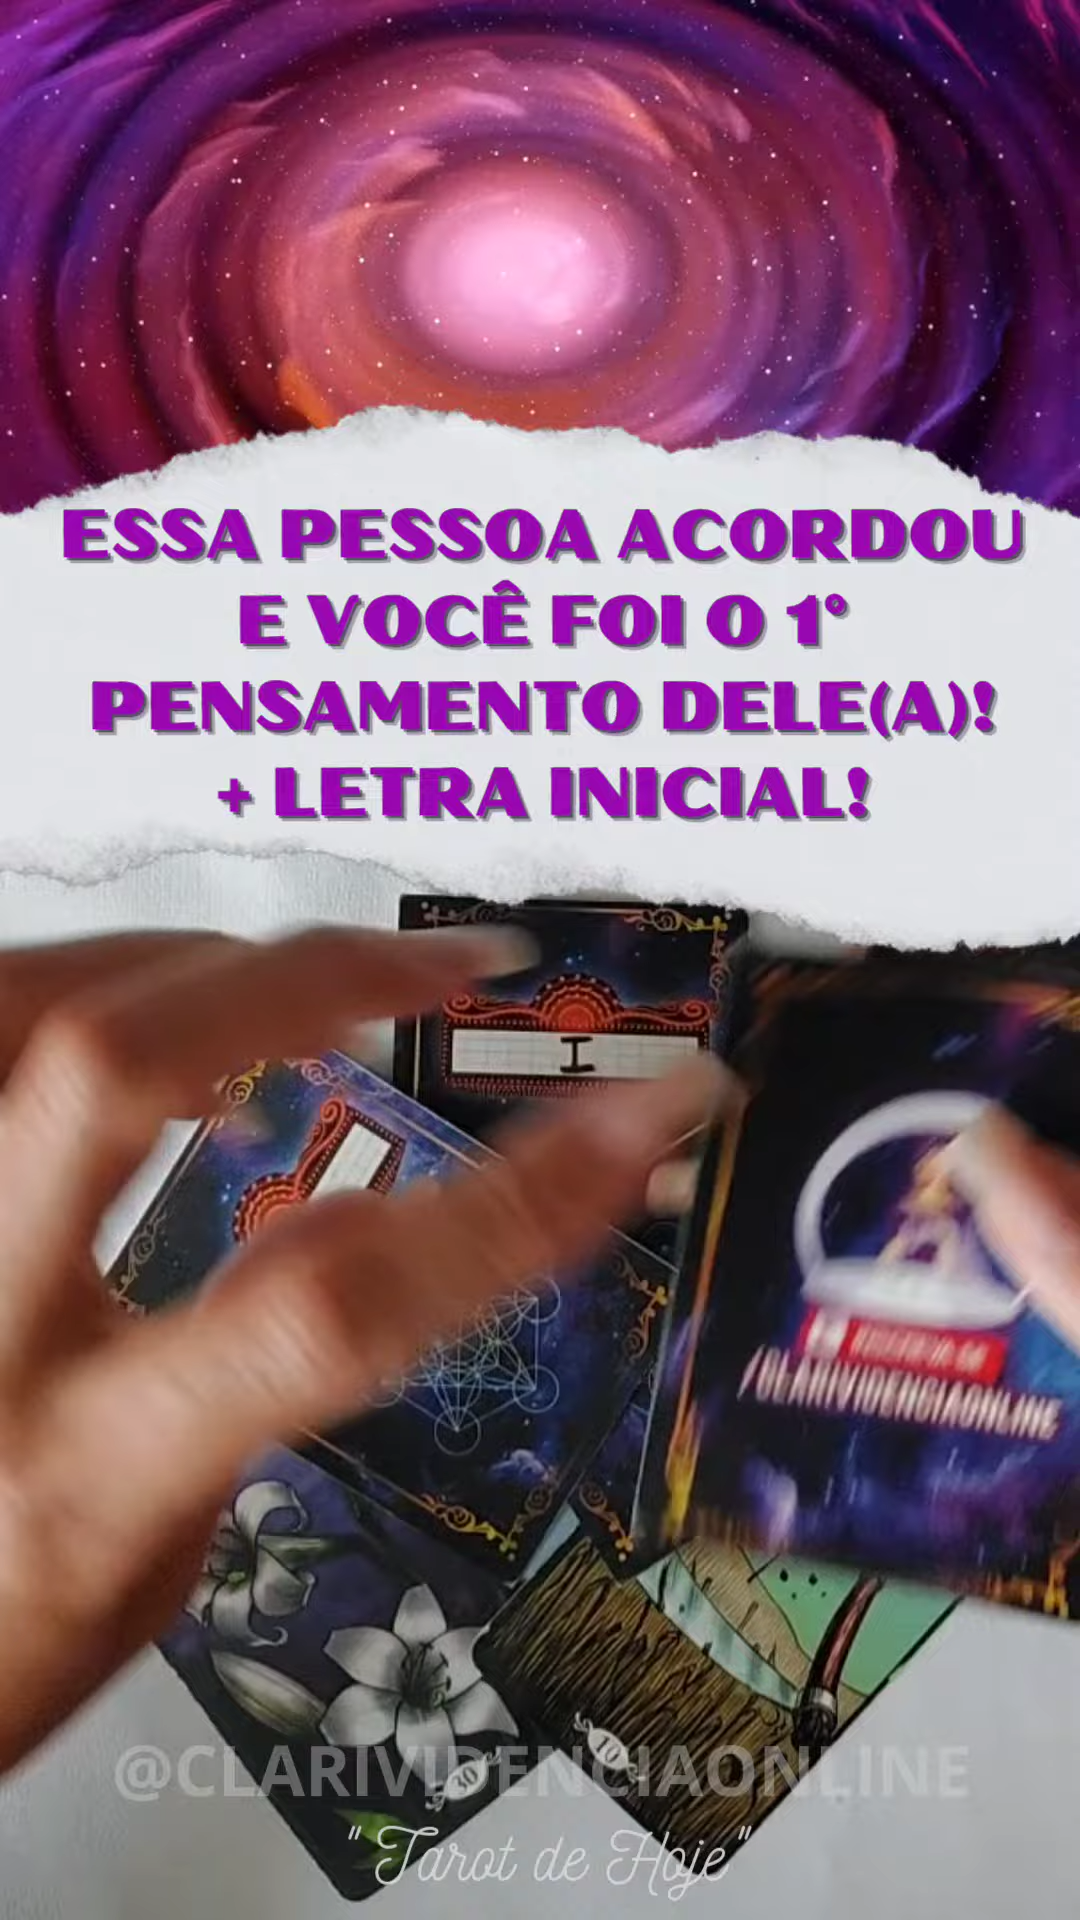 ESSA PESSOA ACORDOU
E VOCÊ FOI O 1°
PENSAMENTO DELE(A)!
+ LETRA INICIAL!
I
/CLARIVIDENCIAONLINE
30
10
@CLARIVIDENCIAONLINE
"Tarot de Hoje"